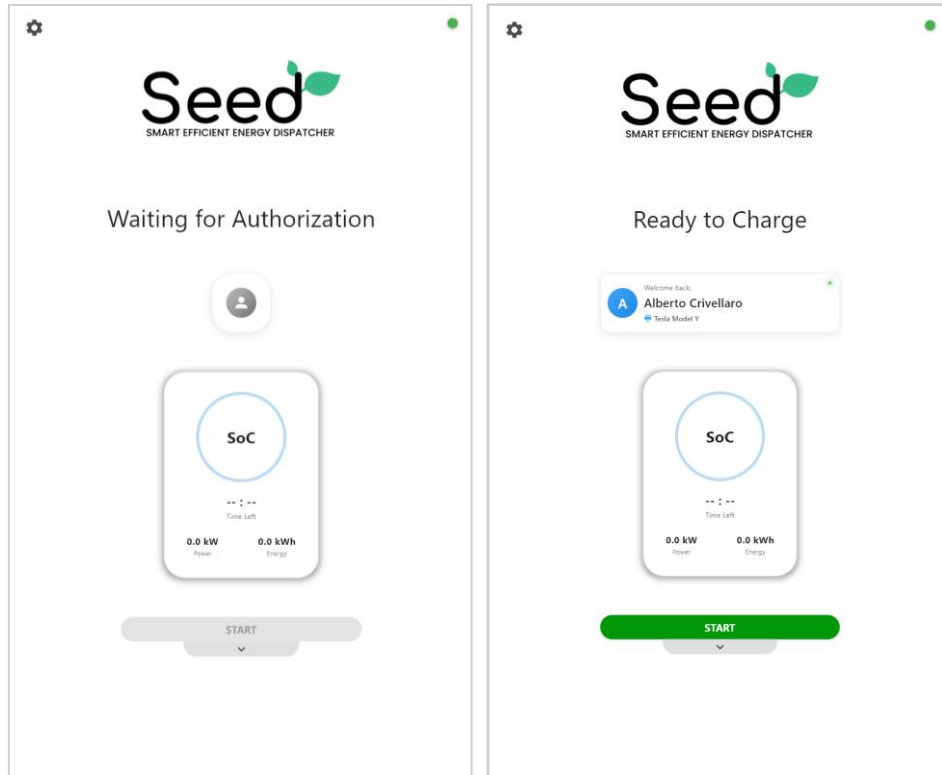 Seed
SMART EFFICIENT ENERGY DISPATCHER
Waiting for Authorization
SoC
-- : --
Time Left
0.0 kW 0.0 kWh
Power Energy
START
Seed
SMART EFFICIENT ENERGY DISPATCHER
Ready to Charge
A
Welcome back,
Alberto Crivellaro
Tesla Model Y
SoC
-- : --
Time Left
0.0 kW 0.0 kWh
Power Energy
START